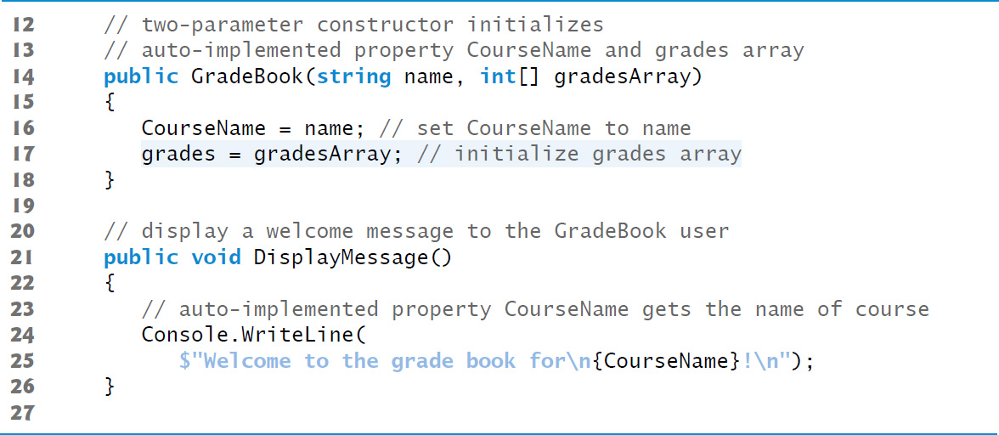 12 // two-parameter constructor initializes
13 // auto-implemented property CourseName and grades array
14 public GradeBook(string name, int[] gradesArray)
15 {
16 CourseName = name; // set CourseName to name
17 grades = gradesArray; // initialize grades array
18 }
19
20 // display a welcome message to the GradeBook user
21 public void DisplayMessage()
22 {
23 // auto-implemented property CourseName gets the name of course
24 Console.WriteLine(
25 $"Welcome to the grade book for\n{CourseName}!\n");
26 }
27